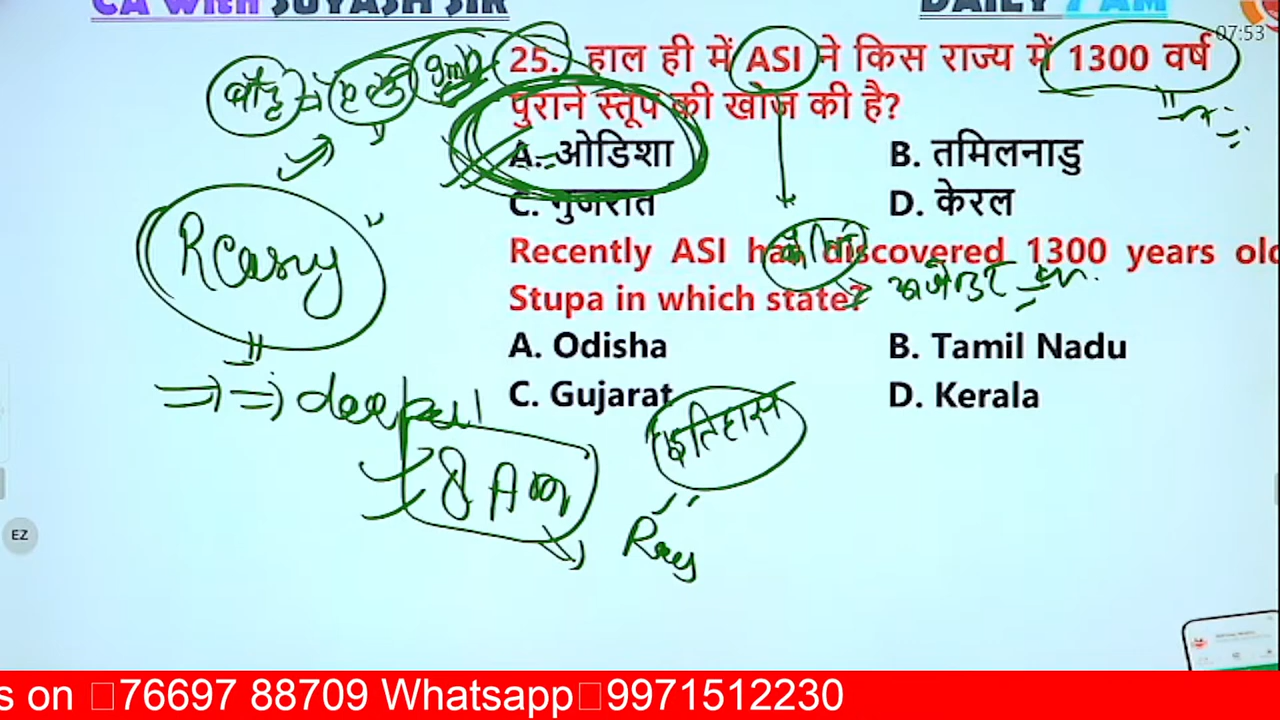 CA WITH SUYASH SIR
DAILY 7 AM
07:53
25. हाल ही में ASI ने किस राज्य में 1300 वर्ष
पुराने स्तूप की खोज की है?
A. ओडिशा
B. तमिलनाडु
C. गुजरात
D. केरल
Recently ASI has discovered 1300 years old
Stupa in which state?
A. Odisha
B. Tamil Nadu
C. Gujarat
D. Kerala
इतिहास
8 Am
EZ
s on 76697 88709 Whatsapp 9971512230